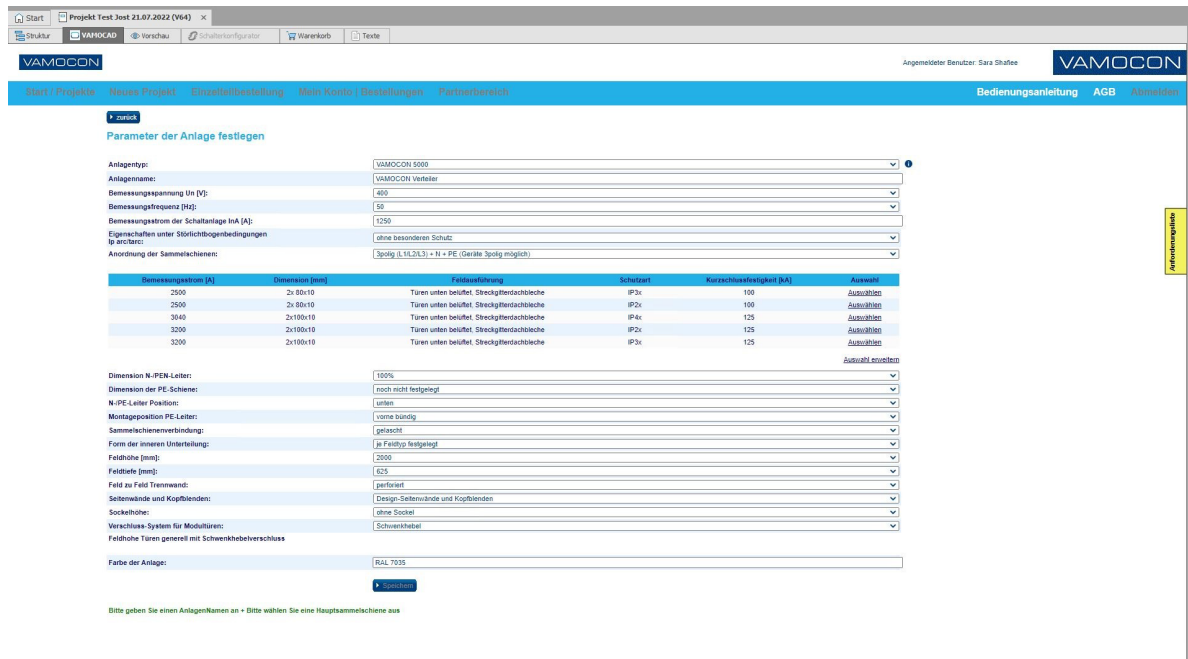 Start Projekt Test Jost 21.07.2022 (V64) ×
Struktur VAMOCAD Vorschau Schalterkonfigurator Warenkorb Texte
VAMOCON Angemeldeter Benutzer: Sara Shafiee VAMOCON
Start / Projekte Neues Projekt Einzelteilbestellung Mein Konto | Bestellungen Partnerbereich Bedienungsanleitung AGB Abmelden
zurück
Parameter der Anlage festlegen
Anlagentyp: VAMOCON 5000
Anlagenname: VAMOCON Verteiler
Bemessungsspannung Un [V]: 400
Bemessungsfrequenz [Hz]: 50
Bemessungsstrom der Schaltanlage InA [A]: 1250
Eigenschaften unter Störlichtbogenbedingungen
Ip arc/tarc: ohne besonderen Schutz
Anordnung der Sammelschienen: 3polig (L1/L2/L3) + N + PE (Geräte 3polig möglich)
Anforderungsliste
Bemessungsstrom [A] Dimension [mm] Feldausführung Schutzart Kurzschlussfestigkeit [kA] Auswahl
2500 2x 80x10 Türen unten belüftet, Streckgitterdachbleche IP3x 100 Auswählen
2500 2x 80x10 Türen unten belüftet, Streckgitterdachbleche IP2x 100 Auswählen
3040 2x100x10 Türen unten belüftet, Streckgitterdachbleche IP4x 125 Auswählen
3200 2x100x10 Türen unten belüftet, Streckgitterdachbleche IP2x 125 Auswählen
3200 2x100x10 Türen unten belüftet, Streckgitterdachbleche IP3x 125 Auswählen
Auswahl erweitern
Dimension N-/PEN-Leiter: 100%
Dimension der PE-Schiene: noch nicht festgelegt
N-/PE-Leiter Position: unten
Montageposition PE-Leiter: vorne bündig
Sammelschienenverbindung: gelascht
Form der inneren Unterteilung: je Feldtyp festgelegt
Feldhöhe [mm]: 2000
Feldtiefe [mm]: 625
Feld zu Feld Trennwand: perforiert
Seitenwände und Kopfblenden: Design-Seitenwände und Kopfblenden
Sockelhöhe: ohne Sockel
Verschluss-System für Modultüren: Schwenkhebel
Feldhohe Türen generell mit Schwenkhebelverschluss
Farbe der Anlage: RAL 7035
Speichern
Bitte geben Sie einen AnlagenNamen an + Bitte wählen Sie eine Hauptsammelschiene aus